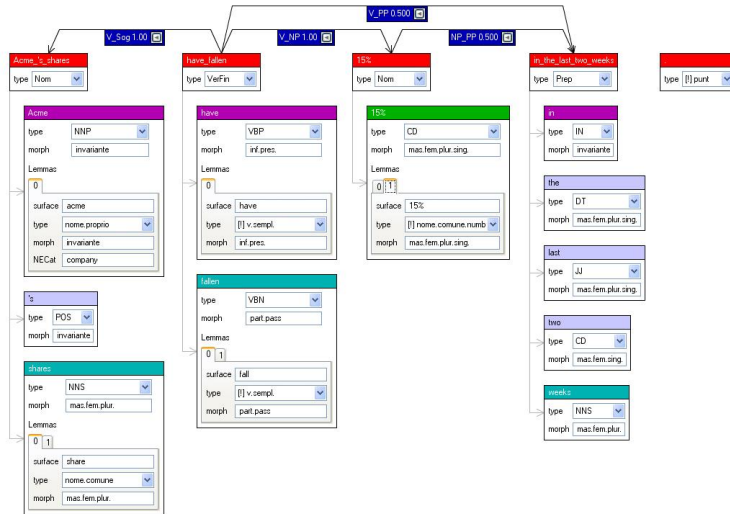 V_PP 0.500
V_Sog 1.00
V_NP 1.00
NP_PP 0.500
Acme_'s_shares
type Nom
have_fallen
type VerFin
15%
type Nom
in_the_last_two_weeks
type Prep
type [!] punt
Acme
type NNP
morph invariante
Lemmas
0
surface acme
type nome.proprio
morph invariante
NECat company
's
type POS
morph invariante
shares
type NNS
morph mas.fem.plur.
Lemmas
0 1
surface share
type nome.comune
morph mas.fem.plur.
have
type VBP
morph inf.pres.
Lemmas
0
surface have
type [!] v.sempl.
morph inf.pres.
fallen
type VBN
morph part.pass
Lemmas
0 1
surface fall
type [!] v.sempl.
morph part.pass
15%
type CD
morph mas.fem.plur.sing.
Lemmas
0 1
surface 15%
type [!] nome.comune.numb
morph mas.fem.plur.sing.
in
type IN
morph invariante
the
type DT
morph mas.fem.plur.sing.
last
type JJ
morph mas.fem.plur.sing.
two
type CD
morph mas.fem.sing.
weeks
type NNS
morph mas.fem.plur.